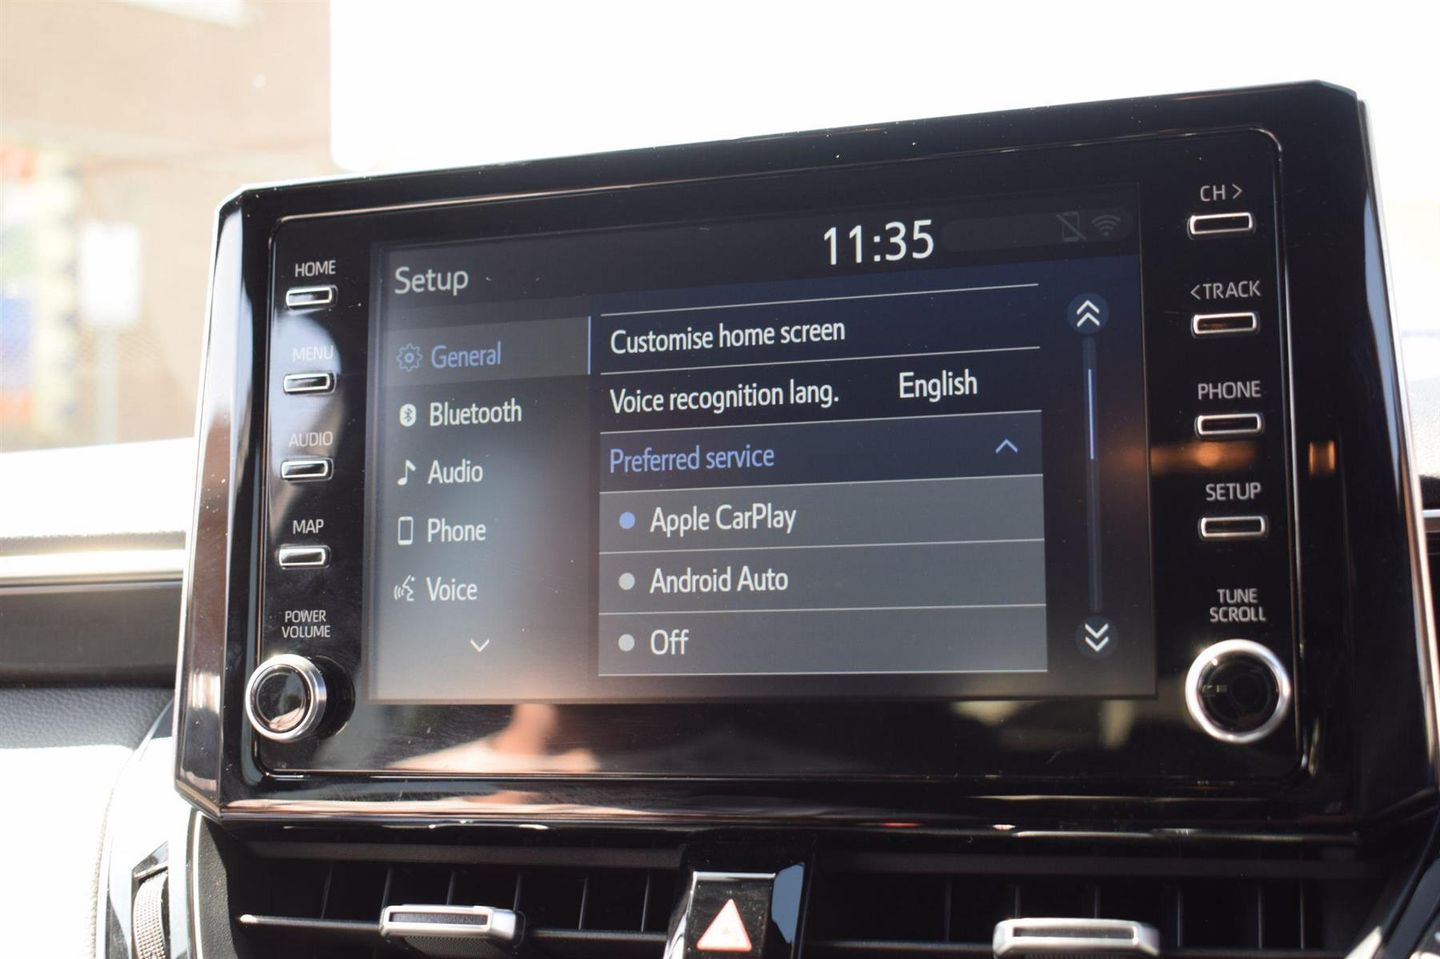 11:35
CH >
HOME
Setup
<TRACK
MENU
General
Customise home screen
PHONE
Bluetooth
Voice recognition lang. English
AUDIO
Audio
Preferred service
SETUP
MAP
Phone
Apple CarPlay
Voice
Android Auto
TUNE
SCROLL
POWER
VOLUME
Off